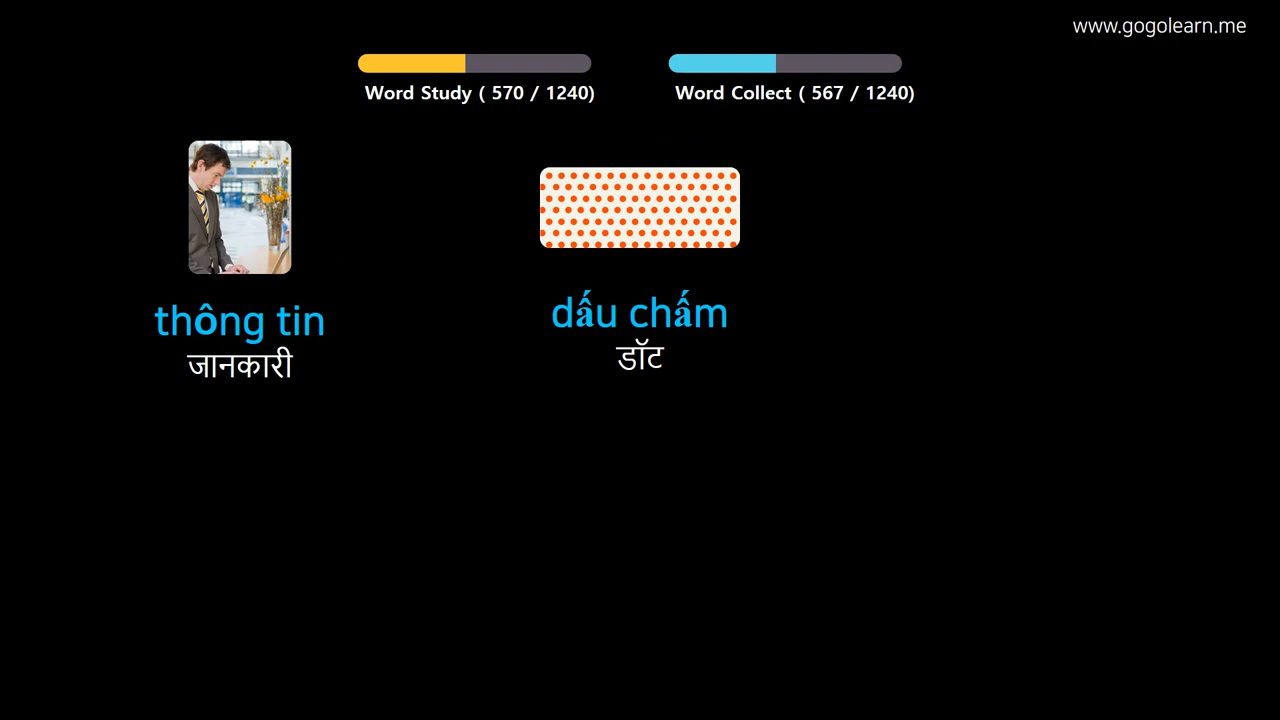 www.gogolearn.me
Word Study ( 570 / 1240)
Word Collect ( 567 / 1240)
thông tin
जानकारी
dấu chấm
डॉट